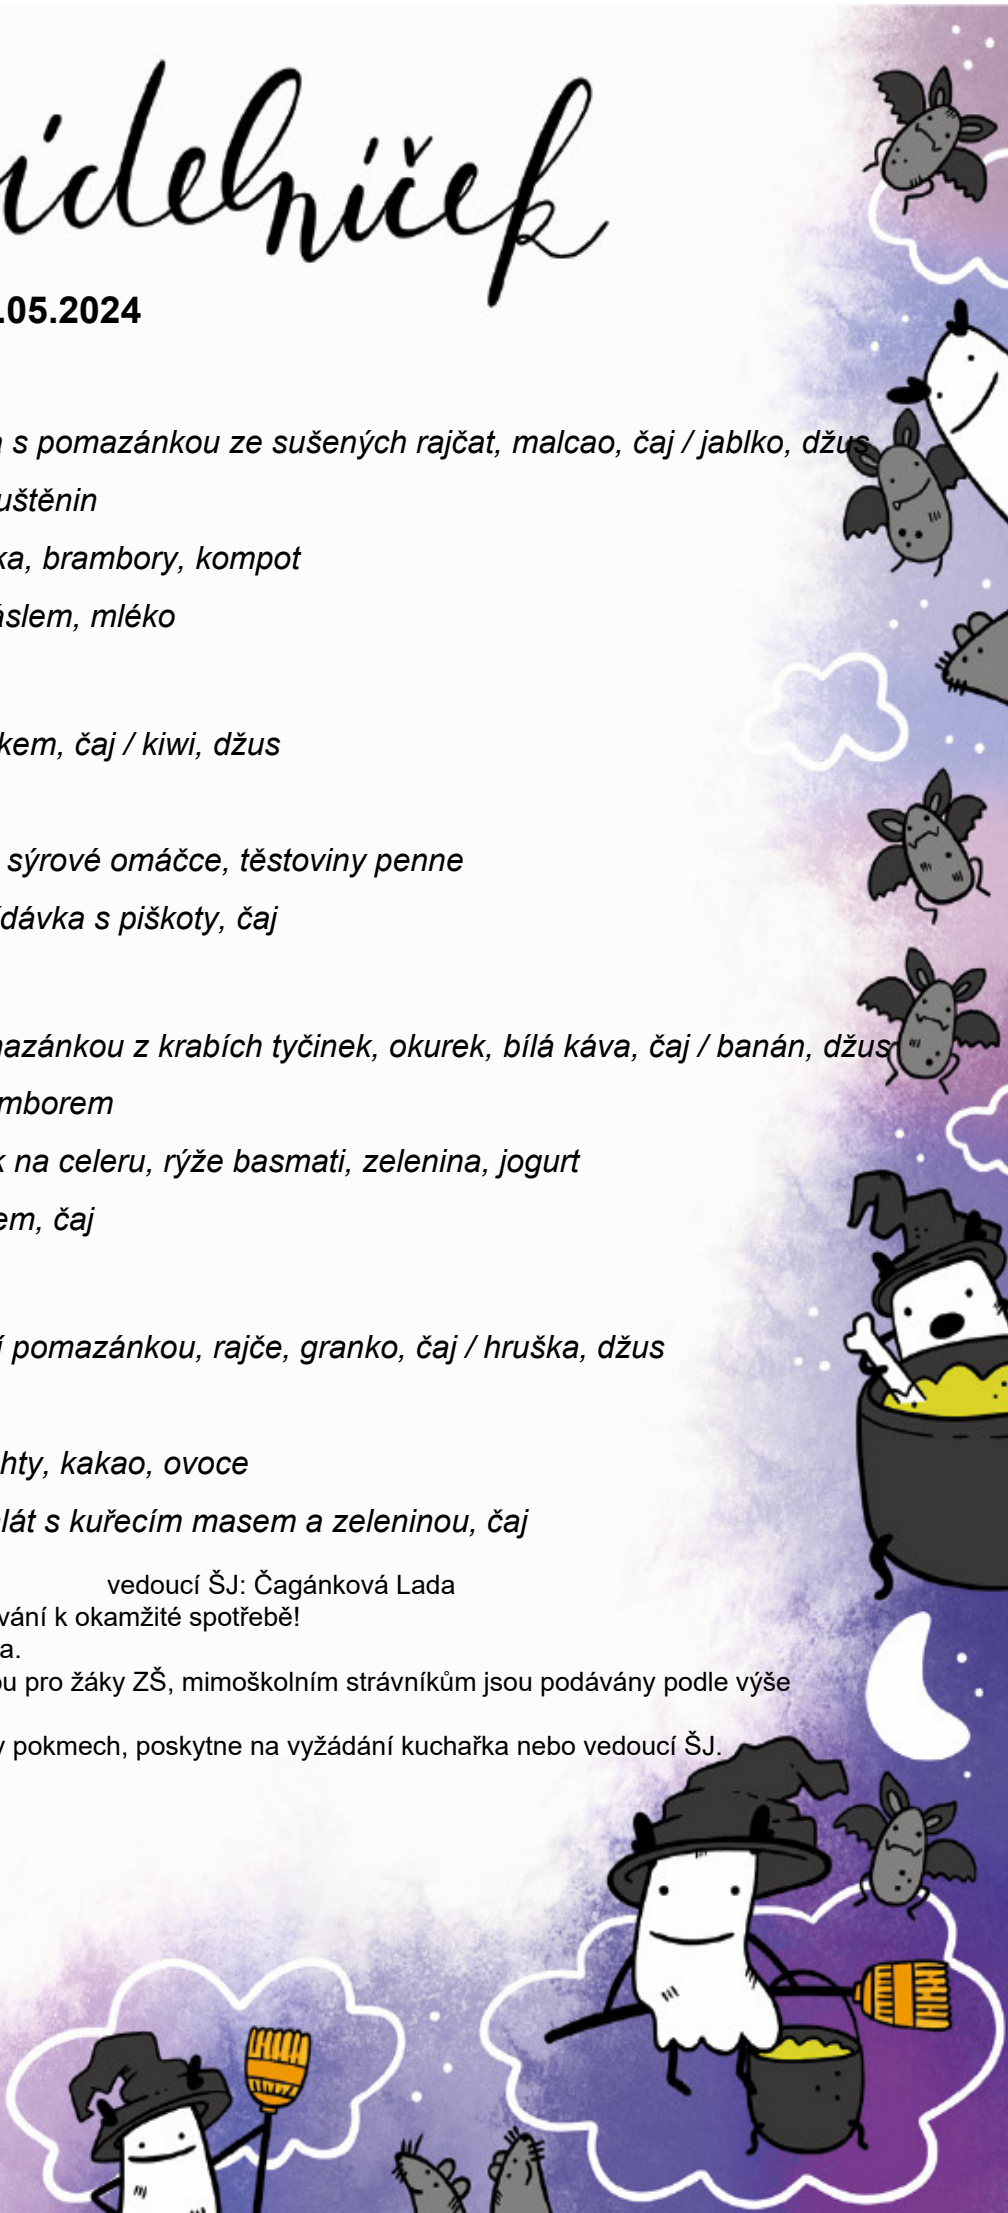 ídelníček
.05.2024
s pomazánkou ze sušených rajčat, malcao, čaj / jablko, džus
uštěnin
ka, brambory, kompot
áslem, mléko
kem, čaj / kiwi, džus
sýrové omáčce, těstoviny penne
dávka s piškoty, čaj
azánkou z krabích tyčinek, okurek, bílá káva, čaj / banán, džus
mborem
k na celeru, rýže basmati, zelenina, jogurt
em, čaj
í pomazánkou, rajče, granko, čaj / hruška, džus
hty, kakao, ovoce
lát s kuřecím masem a zeleninou, čaj
vedoucí ŠJ: Čagánková Lada
vání k okamžité spotřebě!
a.
ou pro žáky ZŠ, mimoškolním strávníkům jsou podávány podle výše
v pokmech, poskytne na vyžádání kuchařka nebo vedoucí ŠJ.